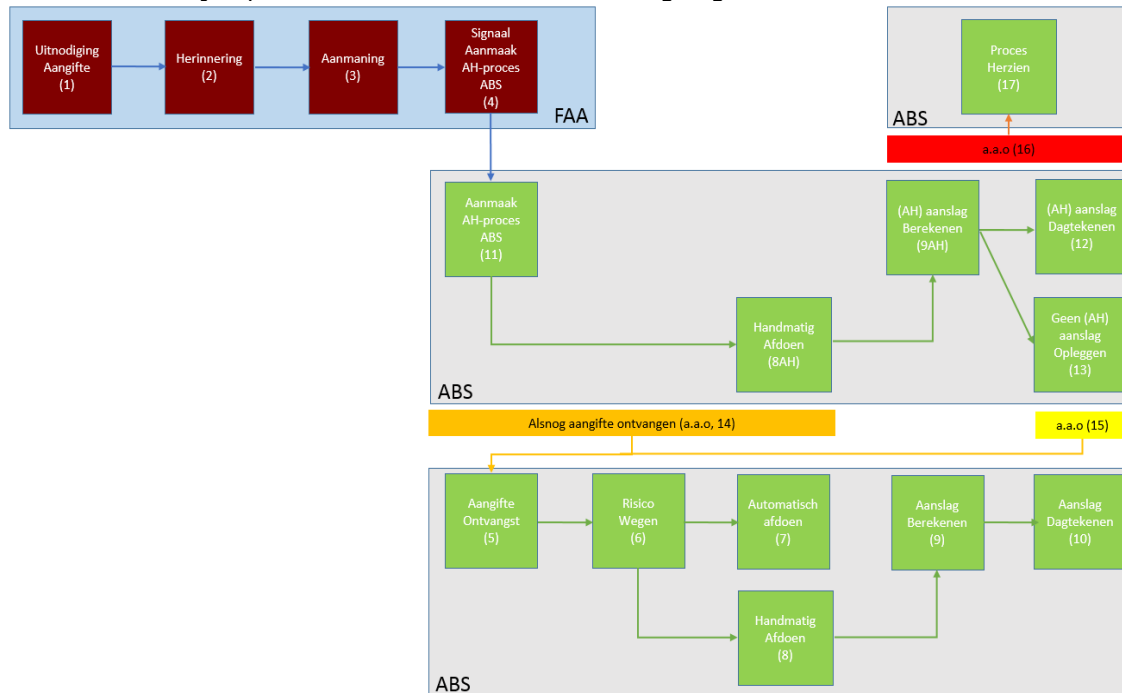 Uitnodiging
Aangifte
(1)
Herinnering
(2)
Aanmaning
(3)
Signaal
Aanmaak
AH-proces
ABS
(4)
FAA
Proces
Herzien
(17)
ABS
a.a.o (16)
Aanmaak
AH-proces
ABS
(11)
Handmatig
Afdoen
(8AH)
(AH) aanslag
Berekenen
(9AH)
(AH) aanslag
Dagtekenen
(12)
Geen (AH)
aanslag
Opleggen
(13)
ABS
Alsnog aangifte ontvangen (a.a.o, 14)
a.a.o (15)
Aangifte
Ontvangst
(5)
Risico
Wegen
(6)
Automatisch
afdoen
(7)
Handmatig
Afdoen
(8)
Aanslag
Berekenen
(9)
Aanslag
Dagtekenen
(10)
ABS